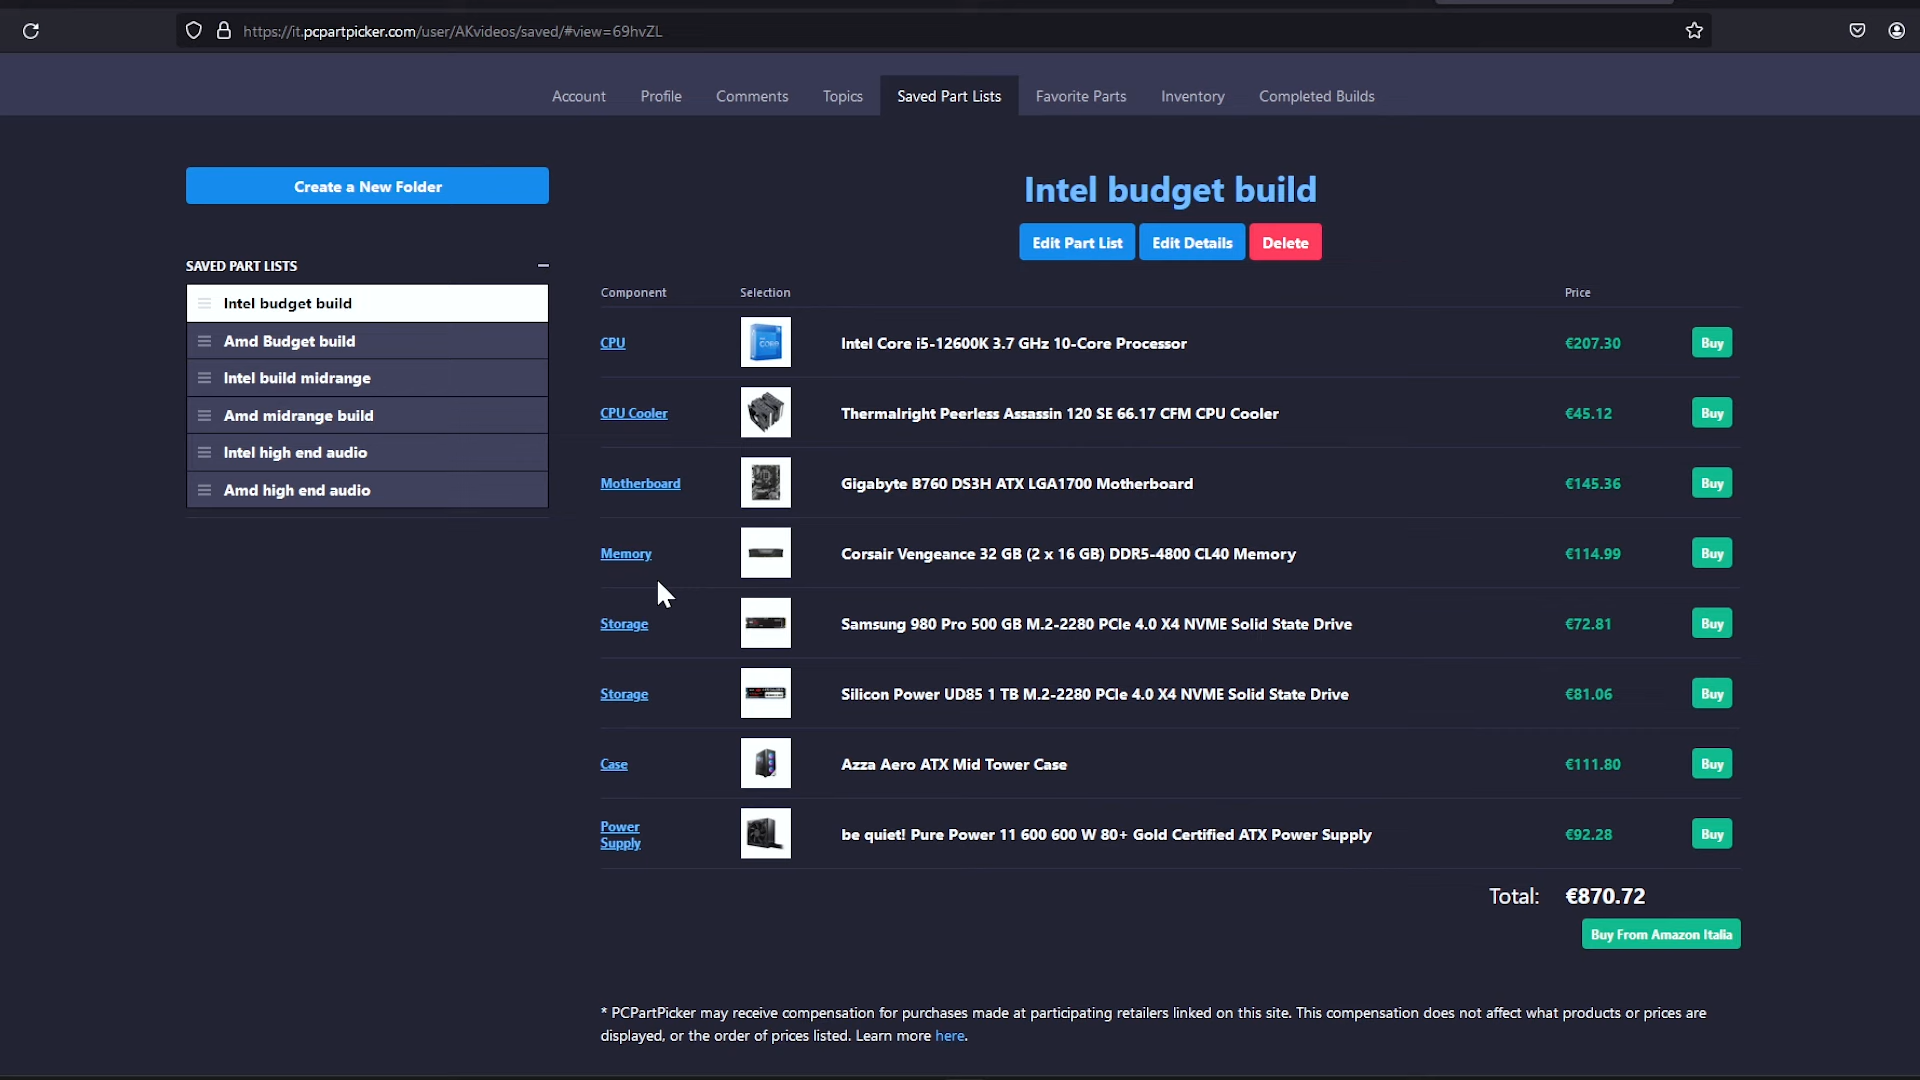 https://it.pcpartpicker.com/user/AKvideos/saved/#view=69hvZL
Account Profile Comments Topics Saved Part Lists Favorite Parts Inventory Completed Builds
Create a New Folder
SAVED PART LISTS
Intel budget build
Amd Budget build
Intel build midrange
Amd midrange build
Intel high end audio
Amd high end audio
Intel budget build
Edit Part List Edit Details Delete
Component Selection Price
CPU Intel Core i5-12600K 3.7 GHz 10-Core Processor €207.30 Buy
CPU Cooler Thermalright Peerless Assassin 120 SE 66.17 CFM CPU Cooler €45.12 Buy
Motherboard Gigabyte B760 DS3H ATX LGA1700 Motherboard €145.36 Buy
Memory Corsair Vengeance 32 GB (2 x 16 GB) DDR5-4800 CL40 Memory €114.99 Buy
Storage Samsung 980 Pro 500 GB M.2-2280 PCIe 4.0 X4 NVME Solid State Drive €72.81 Buy
Storage Silicon Power UD85 1 TB M.2-2280 PCIe 4.0 X4 NVME Solid State Drive €81.06 Buy
Case Azza Aero ATX Mid Tower Case €111.80 Buy
Power
Supply be quiet! Pure Power 11 600 600 W 80+ Gold Certified ATX Power Supply €92.28 Buy
Total: €870.72
Buy From Amazon Italia
* PCPartPicker may receive compensation for purchases made at participating retailers linked on this site. This compensation does not affect what products or prices are
displayed, or the order of prices listed. Learn more here.